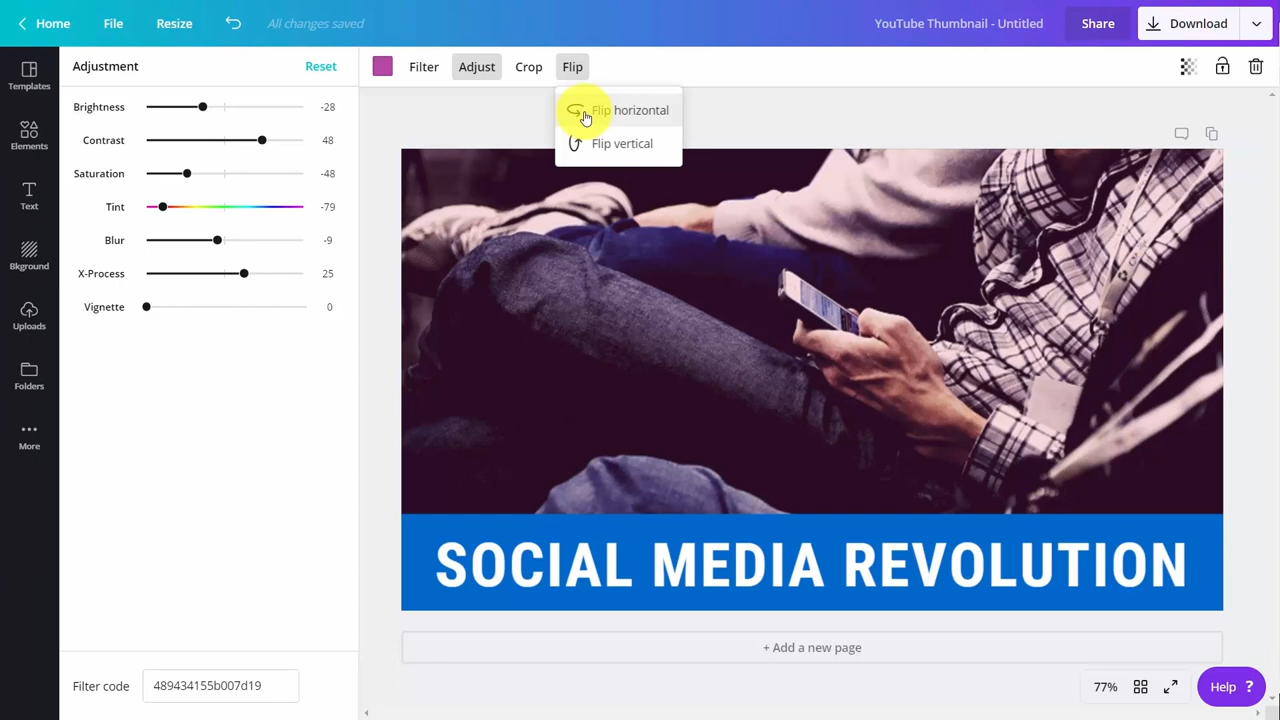 Home File Resize All changes saved YouTube Thumbnail - Untitled Share Download
Templates
Elements
Text
Bkground
Uploads
Folders
More
Adjustment Reset
Brightness -28
Contrast 48
Saturation -48
Tint -79
Blur -9
X-Process 25
Vignette 0
Filter code 489434155b007d19
Filter Adjust Crop Flip
Flip horizontal
Flip vertical
SOCIAL MEDIA REVOLUTION
+ Add a new page
77% Help ?